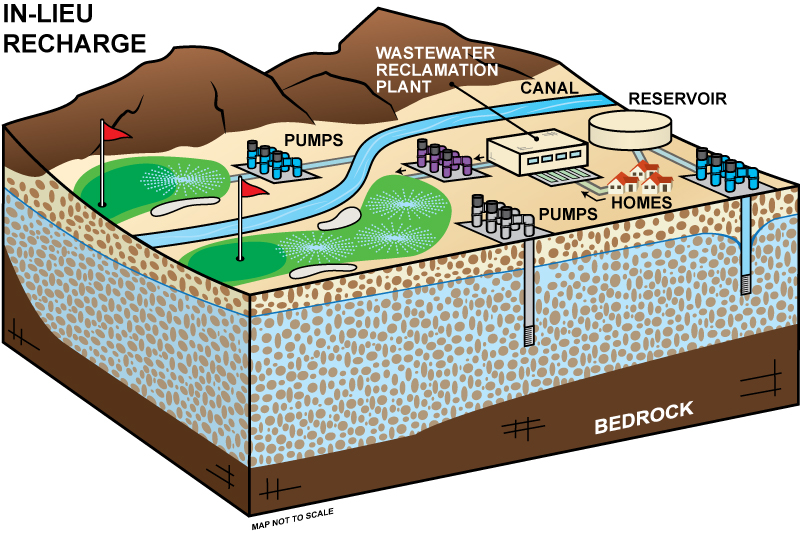 IN-LIEU
RECHARGE
WASTEWATER
RECLAMATION
PLANT
CANAL
RESERVOIR
PUMPS
HOMES
PUMPS
BEDROCK
MAP NOT TO SCALE